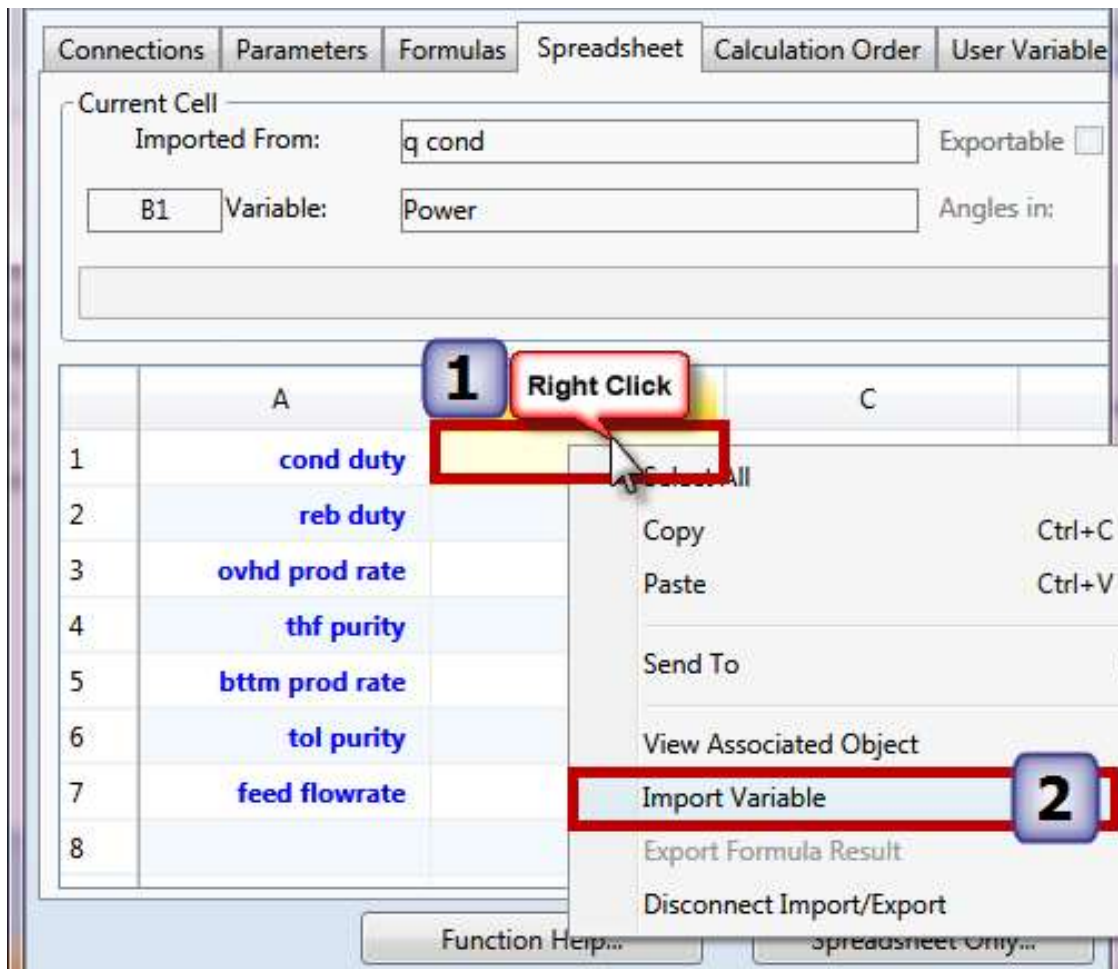 Connections Parameters Formulas Spreadsheet Calculation Order User Variable
Current Cell
Imported From: q cond Exportable
B1 Variable: Power Angles in:
1 Right Click
A C
1 cond duty
Select All
2 reb duty
Copy Ctrl+C
3 ovhd prod rate
Paste Ctrl+V
4 thf purity
Send To
5 bttm prod rate
6 tol purity
View Associated Object
7 feed flowrate
Import Variable 2
8
Export Formula Result
Disconnect Import/Export
Function Help... Spreadsheet Only...